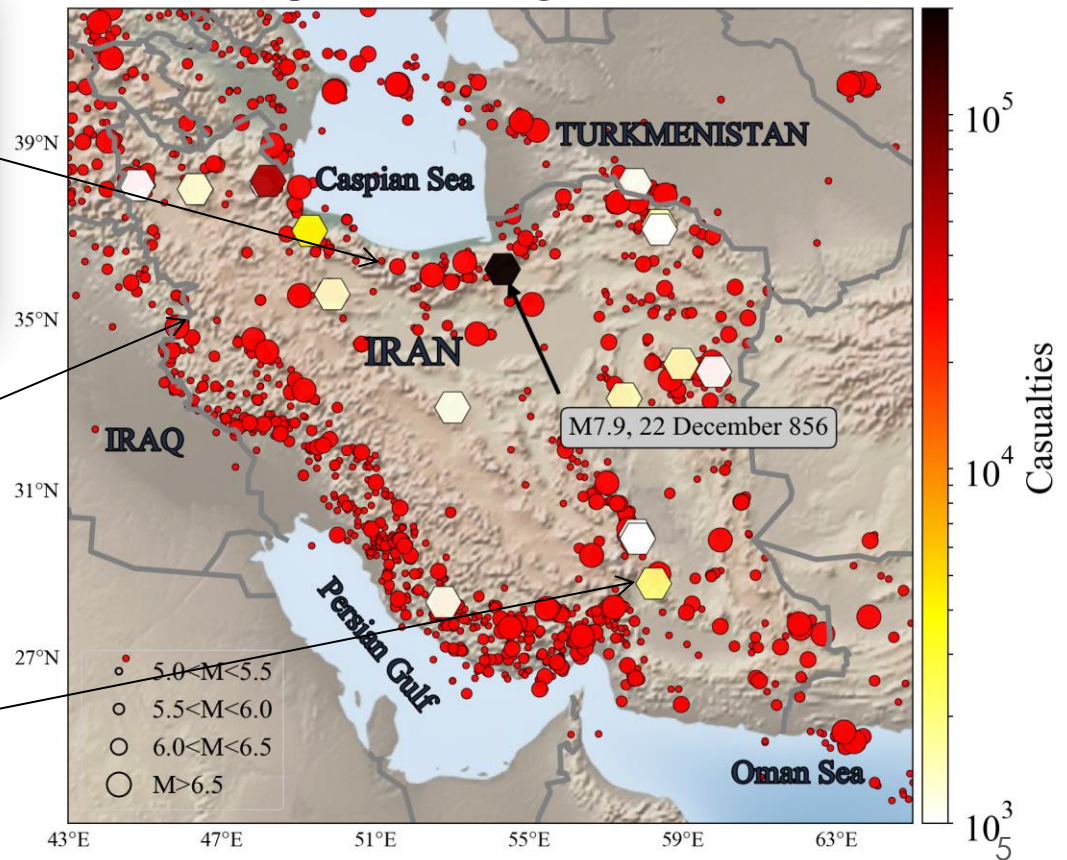 39°N
35°N
31°N
27°N
43°E
47°E
51°E
55°E
59°E
63°E
TURKMENISTAN
Caspian Sea
IRAN
IRAQ
M7.9, 22 December 856
Persian Gulf
Oman Sea
5.0<M<5.5
5.5<M<6.0
6.0<M<6.5
M>6.5
10^5
10^4
10^3
Casualties
5